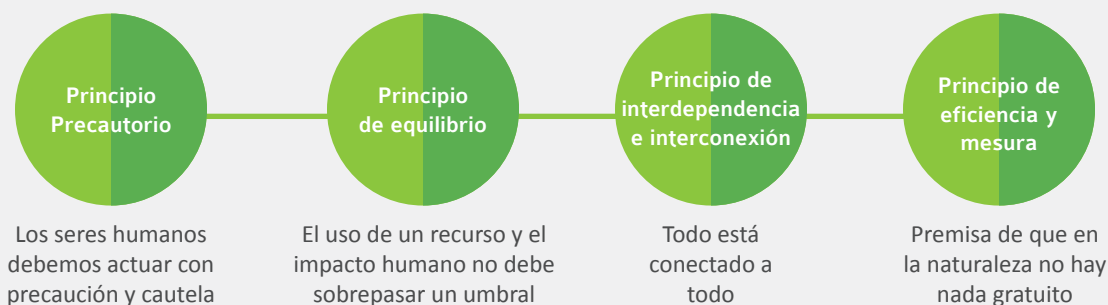 Principio
Precautorio
Los seres humanos
debemos actuar con
precaución y cautela
Principio
de equilibrio
El uso de un recurso y el
impacto humano no debe
sobrepasar un umbral
Principio de
interdependencia
e interconexión
Todo está
conectado a
todo
Principio de
eficiencia y
mesura
Premisa de que en
la naturaleza no hay
nada gratuito